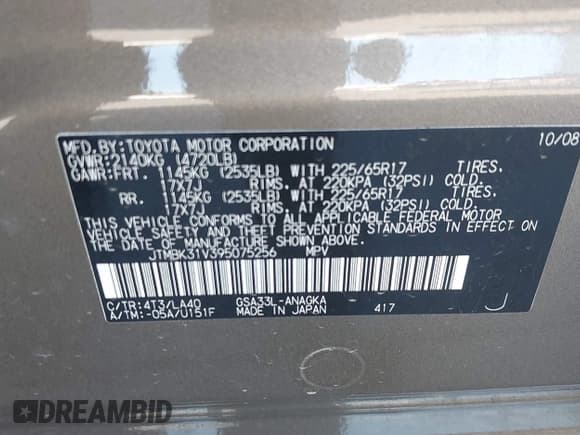 MFD. BY: TOYOTA MOTOR CORPORATION 10/08
GVWR: 2140KG (4720LB)
GAWR: FRT. 1145KG (2535LB) WITH 225/65R17 TIRES.
17X7J RIMS. AT 220KPA (32PSI) COLD.
RR. 1145KG (2535LB) WITH 225/65R17 TIRES.
17X7J RIMS. AT 220KPA (32PSI) COLD.
THIS VEHICLE CONFORMS TO ALL APPLICABLE FEDERAL MOTOR
VEHICLE SAFETY AND THEFT PREVENTION STANDARDS IN EFFECT ON
THE DATE OF MANUFACTURE SHOWN ABOVE.
JTMBK31V395075256 MPV
C/TR: 4T3/LA40 GSA33L-ANAGKA
A/TM: -05A/U151F MADE IN JAPAN 417 J
DREAMBID